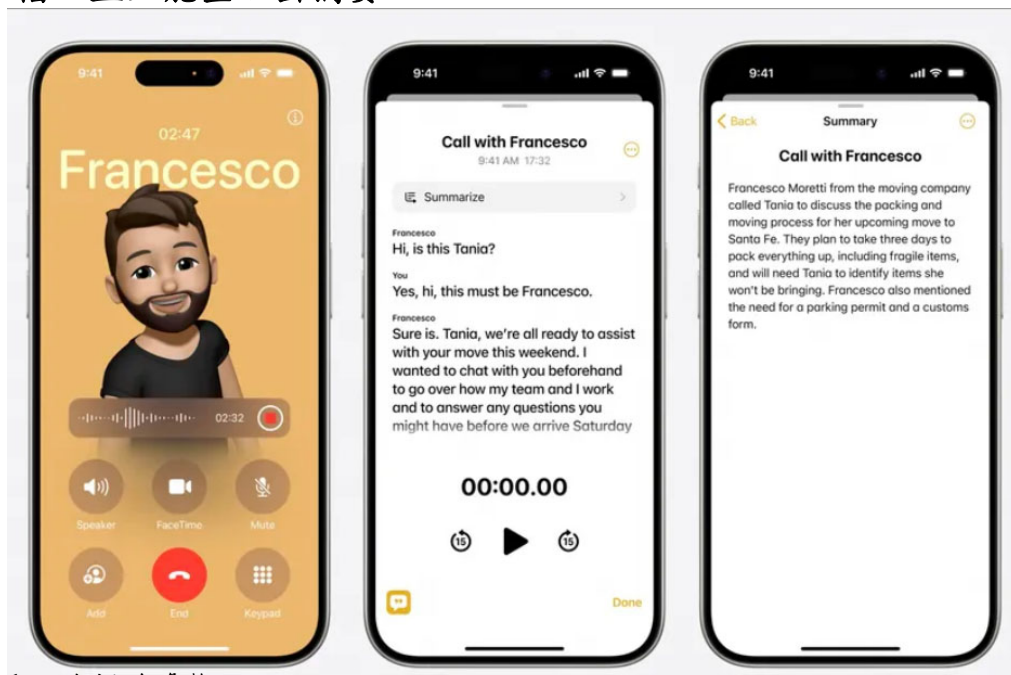 9:41
02:47
Francesco
02:32
Speaker
FaceTime
Mute
Add
End
Keypad
9:41
Call with Francesco
9:41 AM 17:32
Summarize
Francesco
Hi, is this Tania?
You
Yes, hi, this must be Francesco.
Francesco
Sure is. Tania, we're all ready to assist
with your move this weekend. I
wanted to chat with you beforehand
to go over how my team and I work
and to answer any questions you
might have before we arrive Saturday
00:00.00
15
15
Done
9:41
Back
Summary
Call with Francesco
Francesco Moretti from the moving company
called Tania to discuss the packing and
moving process for her upcoming move to
Santa Fe. They plan to take three days to
pack everything up, including fragile items,
and will need Tania to identify items she
won't be bringing. Francesco also mentioned
the need for a parking permit and a customs
form.